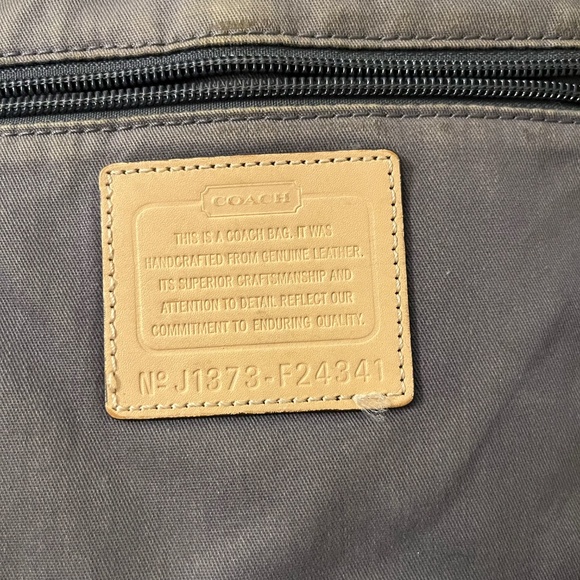 COACH
THIS IS A COACH BAG. IT WAS
HANDCRAFTED FROM GENUINE LEATHER.
ITS SUPERIOR CRAFTSMANSHIP AND
ATTENTION TO DETAIL REFLECT OUR
COMMITMENT TO ENDURING QUALITY.
Nº J1373-F24341